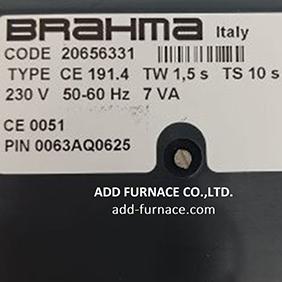 BRAHMA Italy
CODE 20656331
TYPE CE 191.4 TW 1,5 s TS 10 s
230 V 50-60 Hz 7 VA
CE 0051
PIN 0063AQ0625
ADD FURNACE CO.,LTD.
add-furnace.com